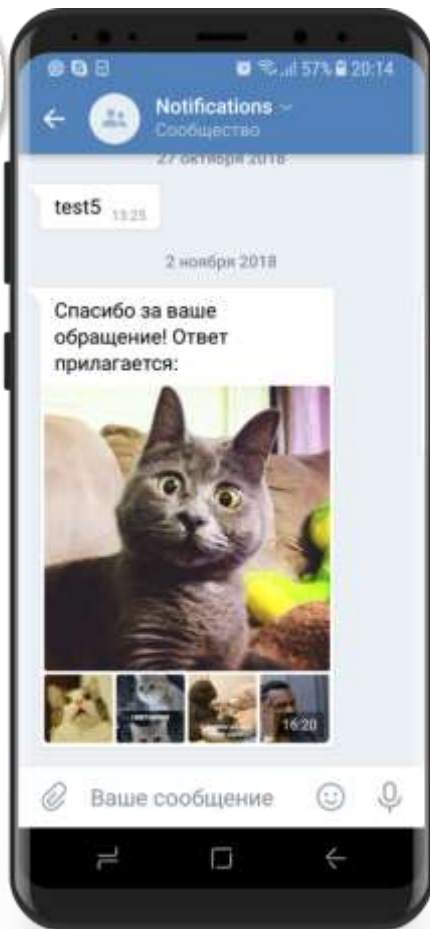 57% 20:14
Notifications
Сообщество
27 октября 2018
test5 13:25
2 ноября 2018
Спасибо за ваше
обращение! Ответ
прилагается:
16:20
Ваше сообщение